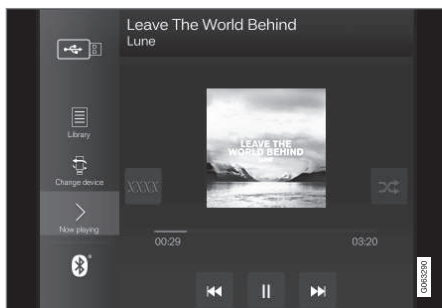 Leave The World Behind
Lune
Library
Change device
Now playing
LEAVE THE
WORLD BEHIND
XXXX
00:29
03:20
G063290